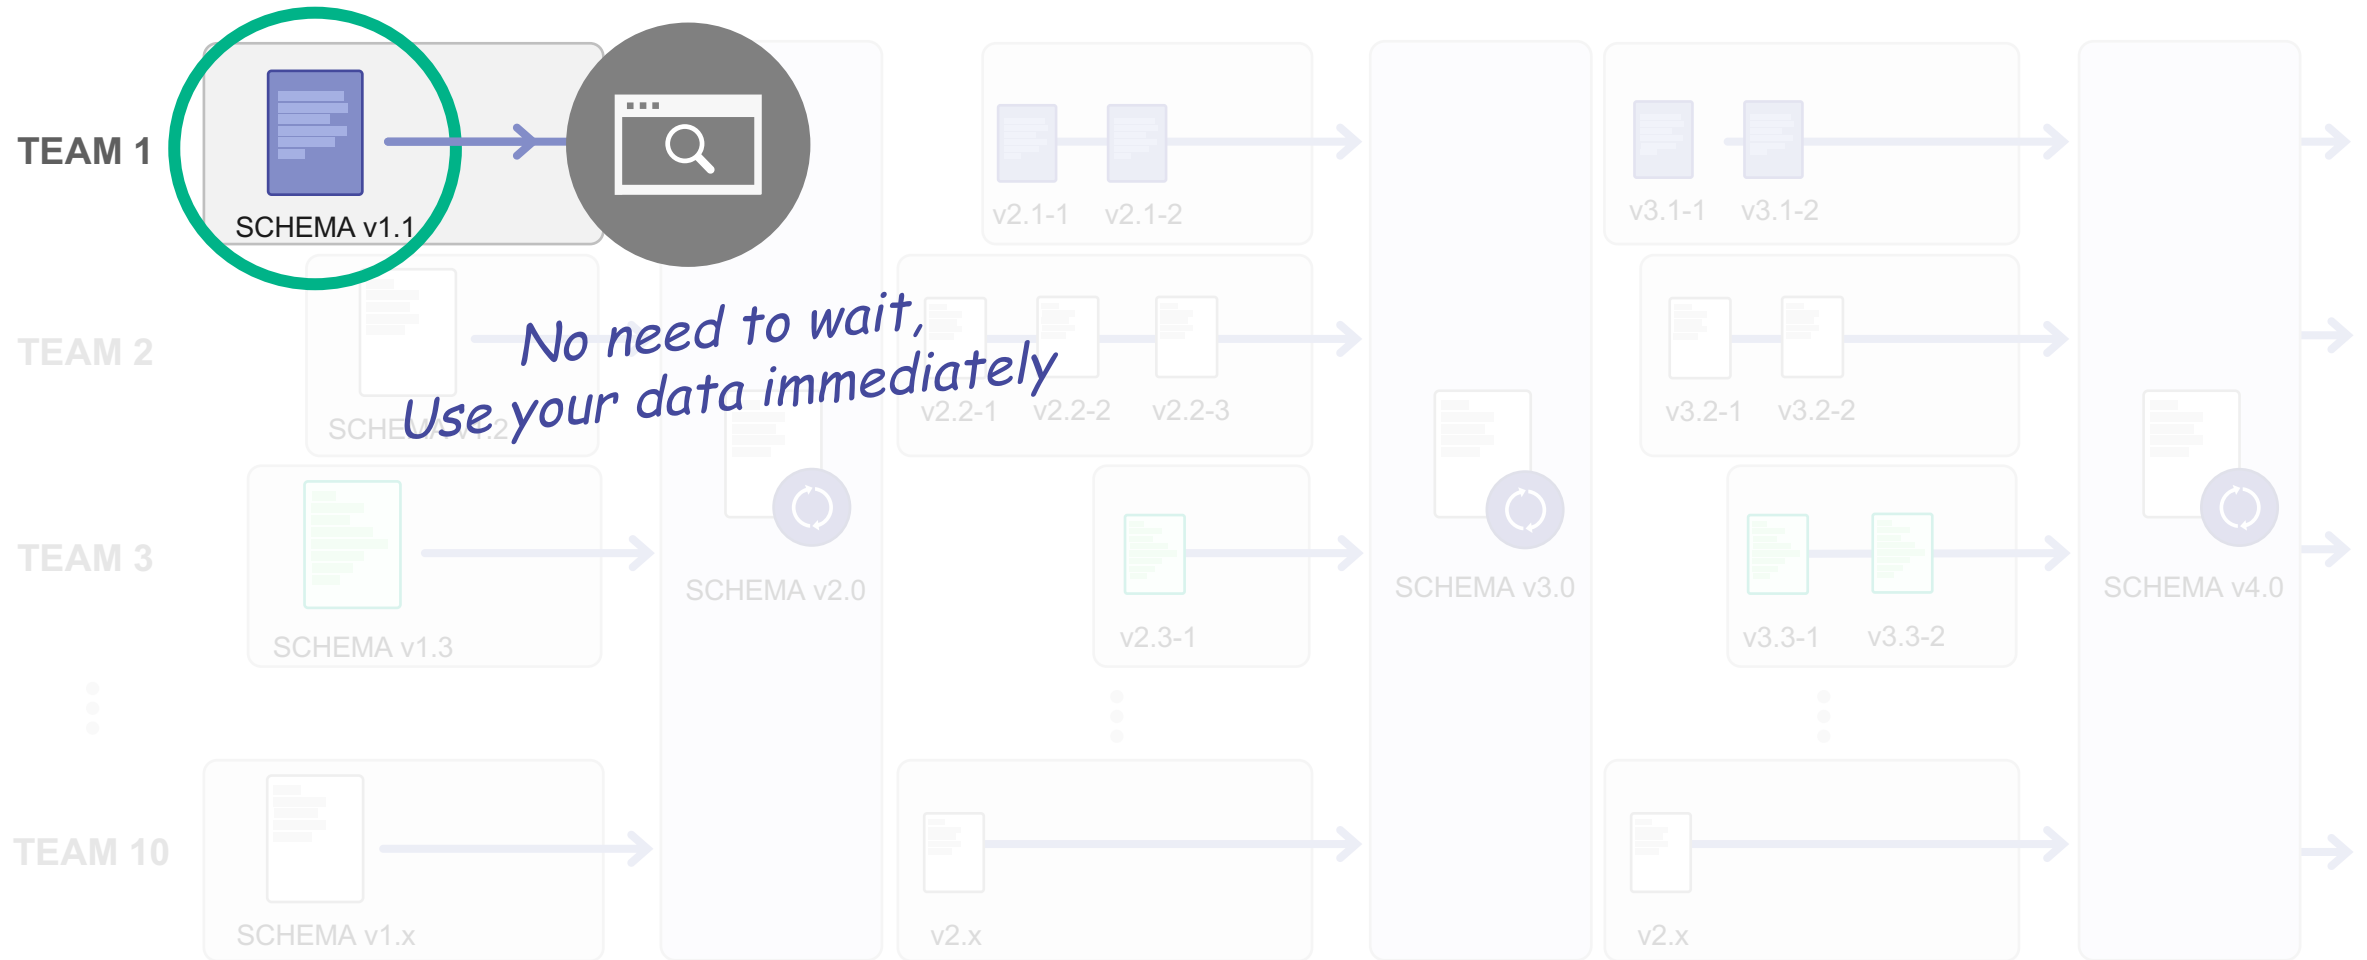 TEAM 1
SCHEMA v1.1
v2.1-1 v2.1-2
v3.1-1 v3.1-2
No need to wait,
Use your data immediately
TEAM 2
SCHEMA v1.2
v2.2-1 v2.2-2 v2.2-3
v3.2-1 v3.2-2
TEAM 3
SCHEMA v1.3
SCHEMA v2.0
v2.3-1
SCHEMA v3.0
v3.3-1 v3.3-2
SCHEMA v4.0
TEAM 10
SCHEMA v1.x
v2.x
v2.x